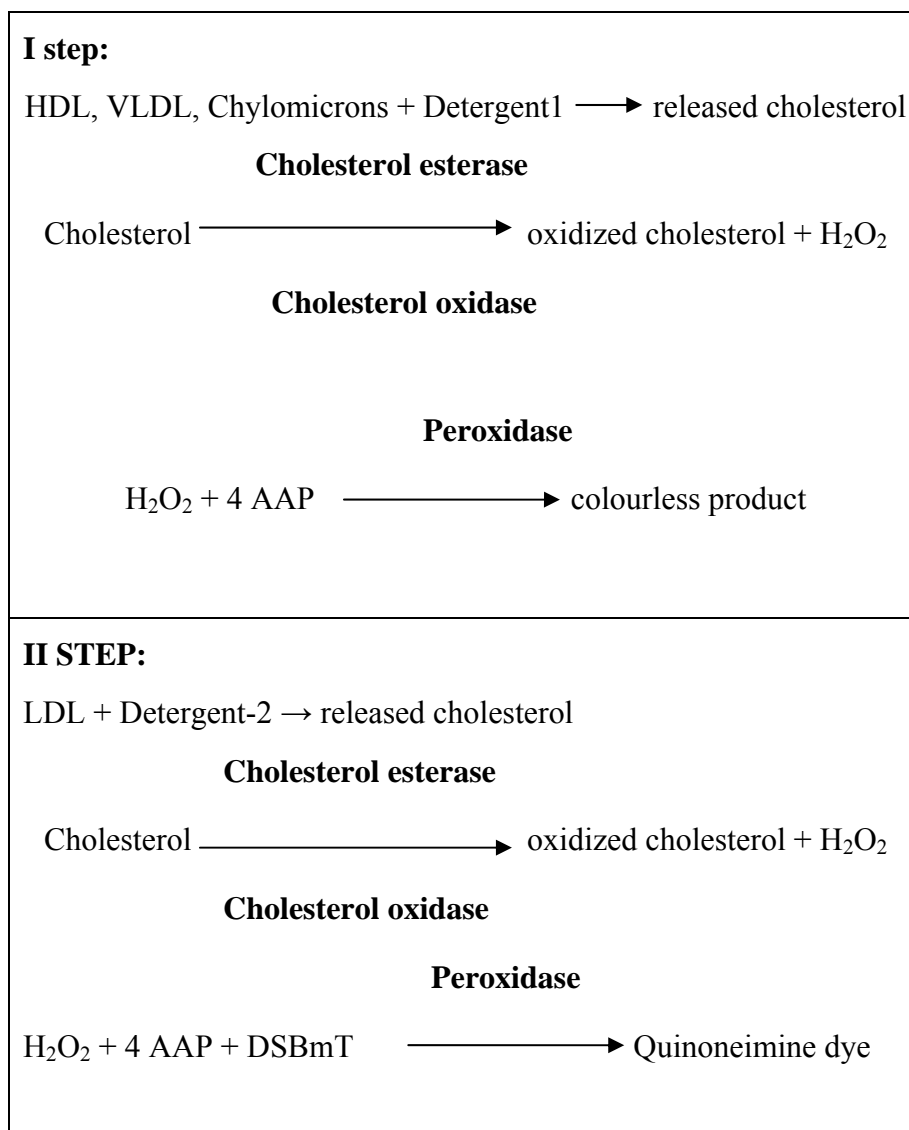 I step:
HDL, VLDL, Chylomicrons + Detergent1 ⟶ released cholesterol
Cholesterol esterase
Cholesterol ⟶ oxidized cholesterol + H₂O₂
Cholesterol oxidase
Peroxidase
H₂O₂ + 4 AAP ⟶ colourless product
II STEP:
LDL + Detergent-2 → released cholesterol
Cholesterol esterase
Cholesterol ⟶ oxidized cholesterol + H₂O₂
Cholesterol oxidase
Peroxidase
H₂O₂ + 4 AAP + DSBmT ⟶ Quinoneimine dye